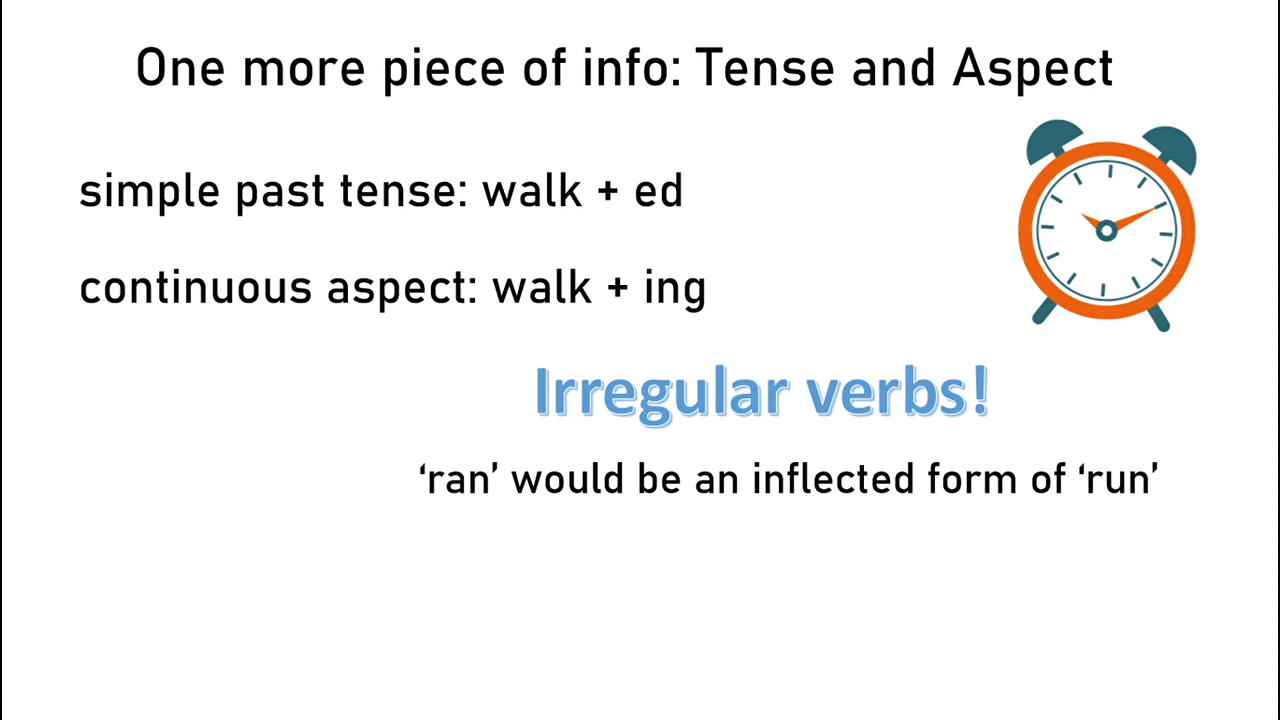 One more piece of info: Tense and Aspect
simple past tense: walk + ed
continuous aspect: walk + ing
Irregular verbs!
‘ran’ would be an inflected form of ‘run’